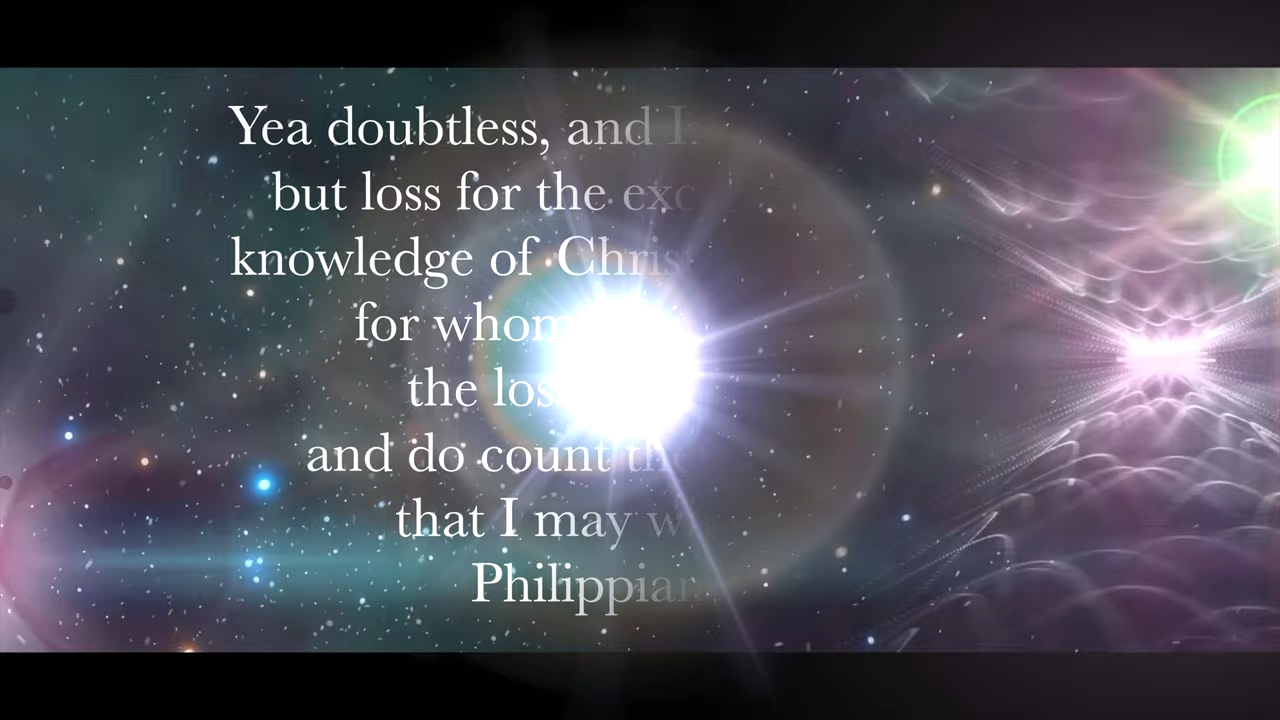 Yea doubtless, and I
but loss for the exc
knowledge of Chris
for whom
the los
and do count the
that I may w
Philippian